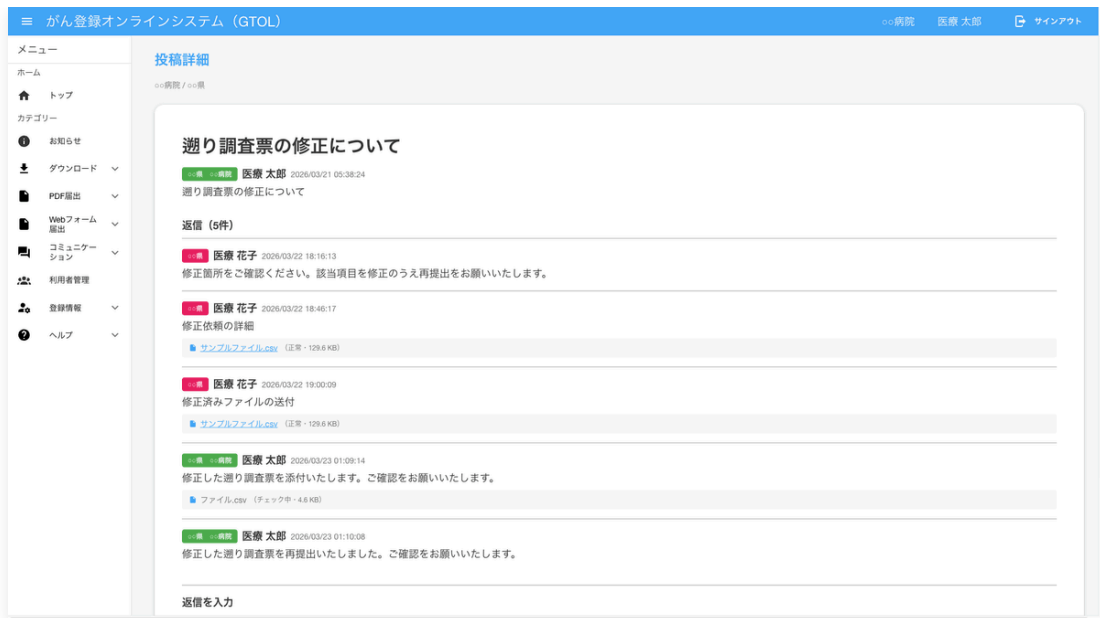 がん登録オンラインシステム（GTOL）
○○病院 医療 太郎 サインアウト
メニュー
ホーム
トップ
カテゴリー
お知らせ
ダウンロード
PDF届出
Webフォーム
届出
コミュニケー
ション
利用者管理
登録情報
ヘルプ
投稿詳細
○○病院 / ○○県
遡り調査票の修正について
○○県 ○○病院 医療 太郎 2026/03/21 05:38:24
遡り調査票の修正について
返信（5件）
○○県 医療 花子 2026/03/22 18:16:13
修正箇所をご確認ください。該当項目を修正のうえ再提出をお願いいたします。
○○県 医療 花子 2026/03/22 18:46:17
修正依頼の詳細
サンプルファイル.csv （正常・129.6 KB）
○○県 医療 花子 2026/03/22 19:00:09
修正済みファイルの送付
サンプルファイル.csv （正常・129.6 KB）
○○県 ○○病院 医療 太郎 2026/03/23 01:09:14
修正した遡り調査票を添付いたします。ご確認をお願いいたします。
ファイル.csv （チェック中・4.6 KB）
○○県 ○○病院 医療 太郎 2026/03/23 01:10:08
修正した遡り調査票を再提出いたしました。ご確認をお願いいたします。
返信を入力